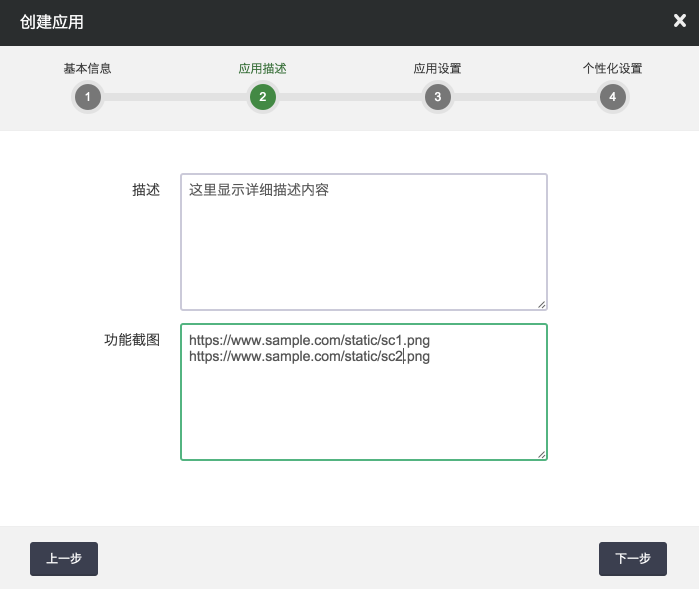 创建应用
基本信息
应用描述
应用设置
个性化设置
1
2
3
4
描述
这里显示详细描述内容
功能截图
https://www.sample.com/static/sc1.png
https://www.sample.com/static/sc2.png
上一步
下一步